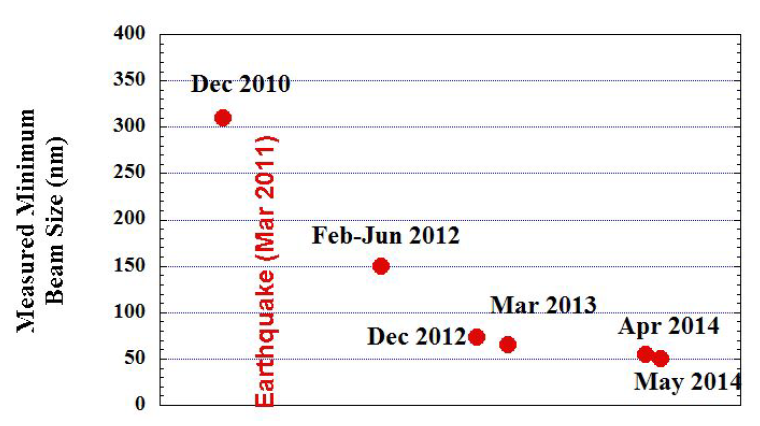 400
350
300
250
200
150
100
50
0
Measured Minimum
Beam Size (nm)
Dec 2010
Earthquake (Mar 2011)
Feb-Jun 2012
Dec 2012
Mar 2013
Apr 2014
May 2014